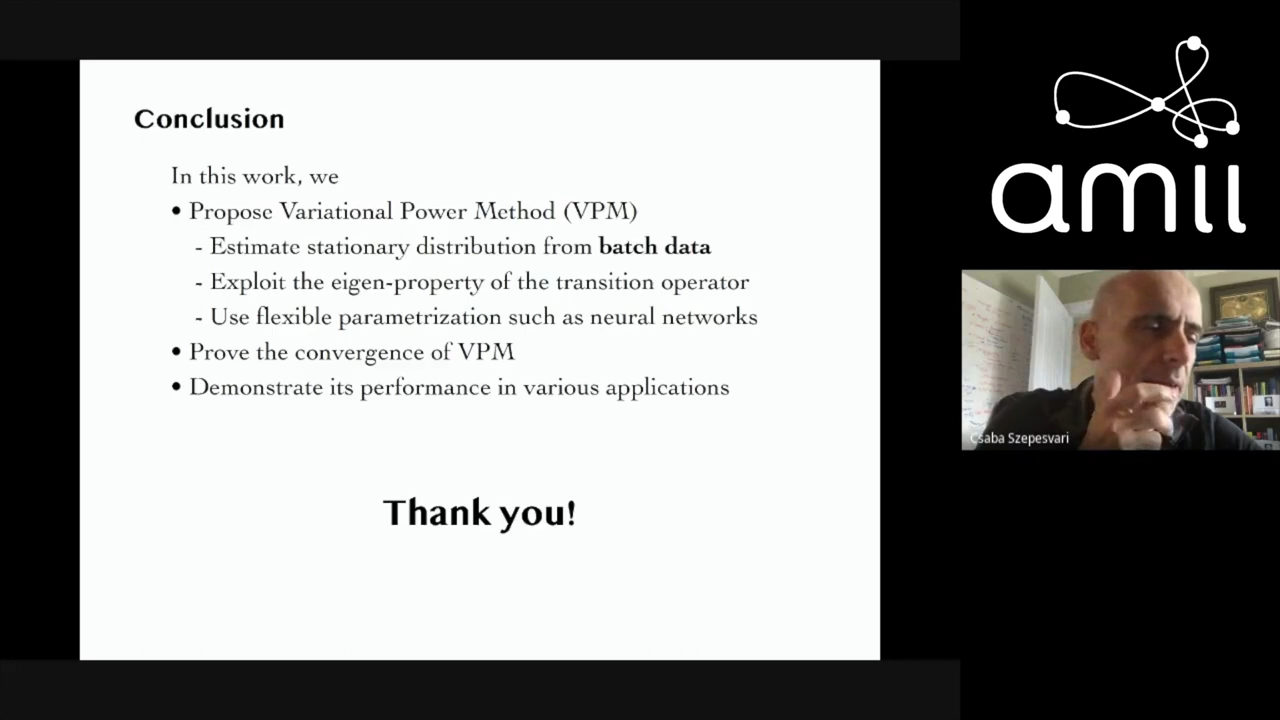 Conclusion
In this work, we
• Propose Variational Power Method (VPM)
- Estimate stationary distribution from batch data
- Exploit the eigen-property of the transition operator
- Use flexible parametrization such as neural networks
• Prove the convergence of VPM
• Demonstrate its performance in various applications
Thank you!
amii
Csaba Szepesvari